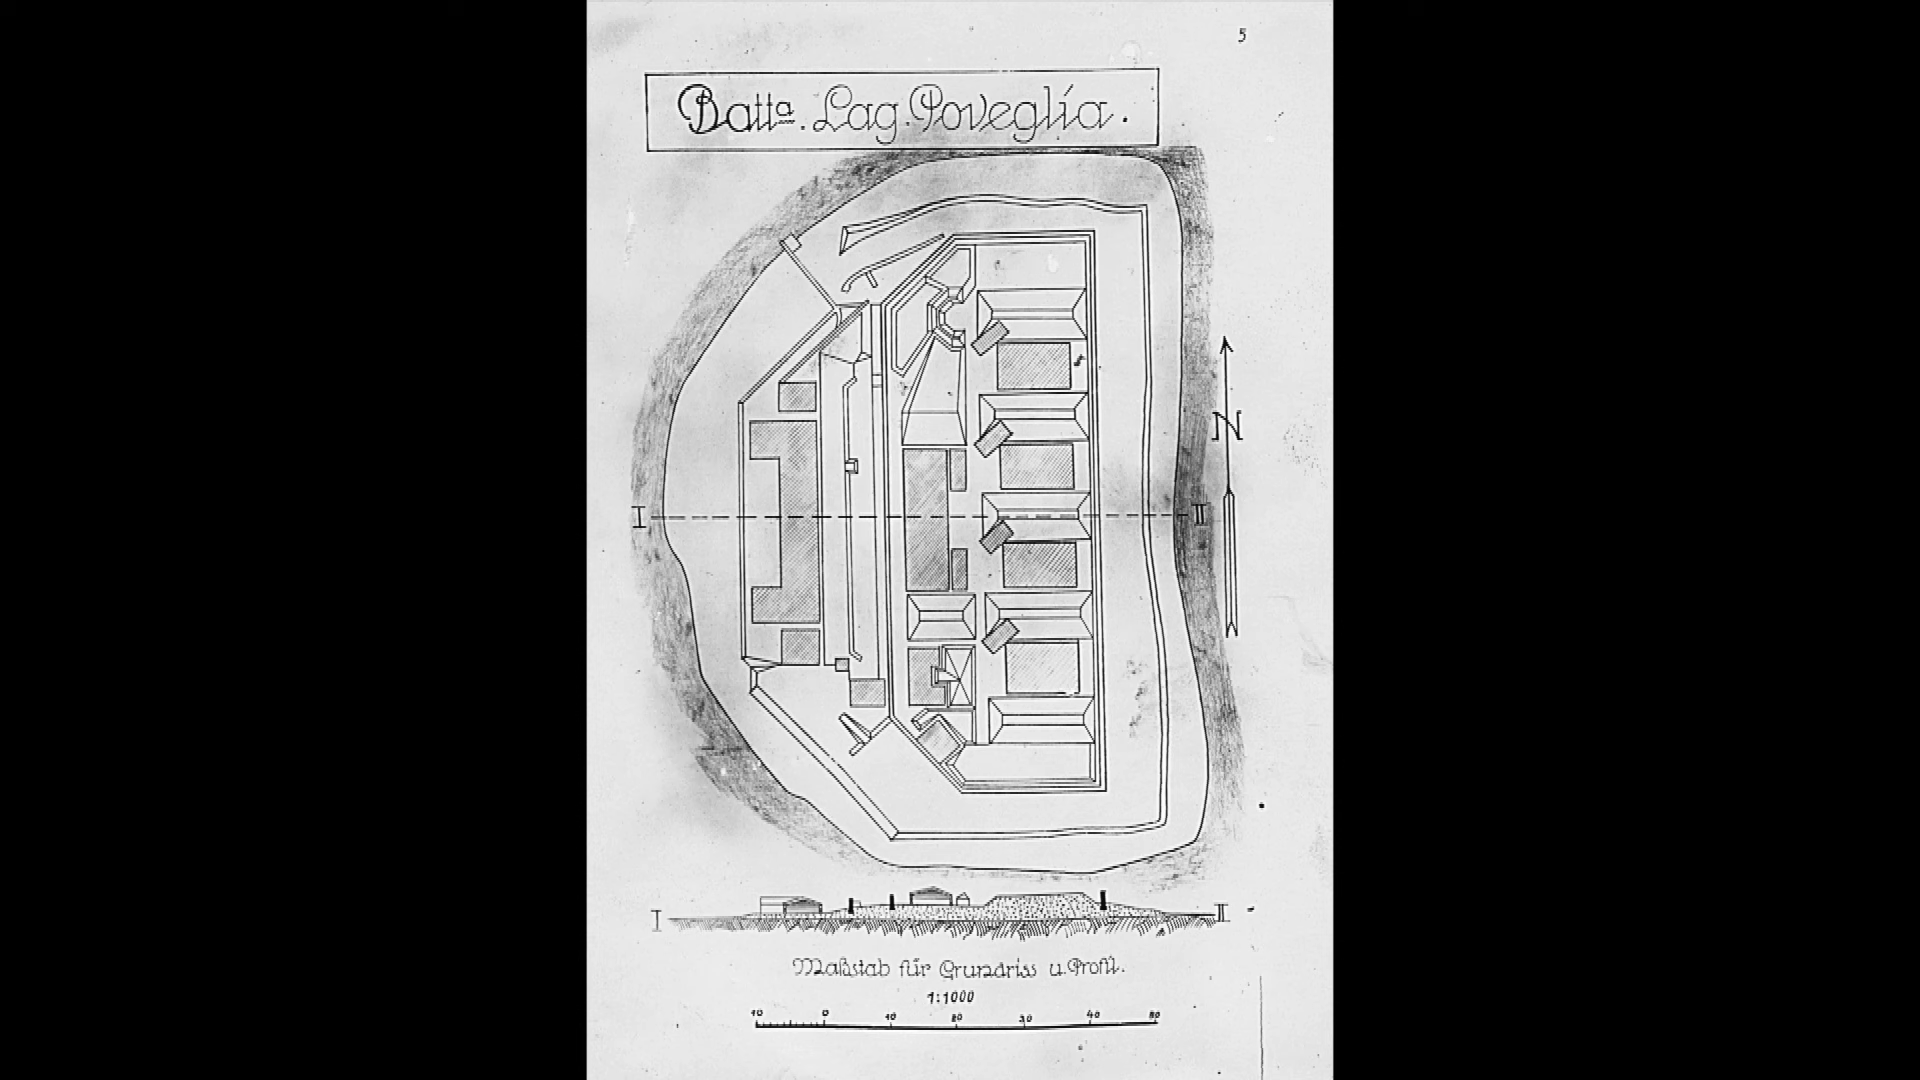 5
Batta. Lag. Poveglia.
N
I II
I II
Maßstab für Grundriss u. Profil.
1:1000
10 0 10 20 30 40 50